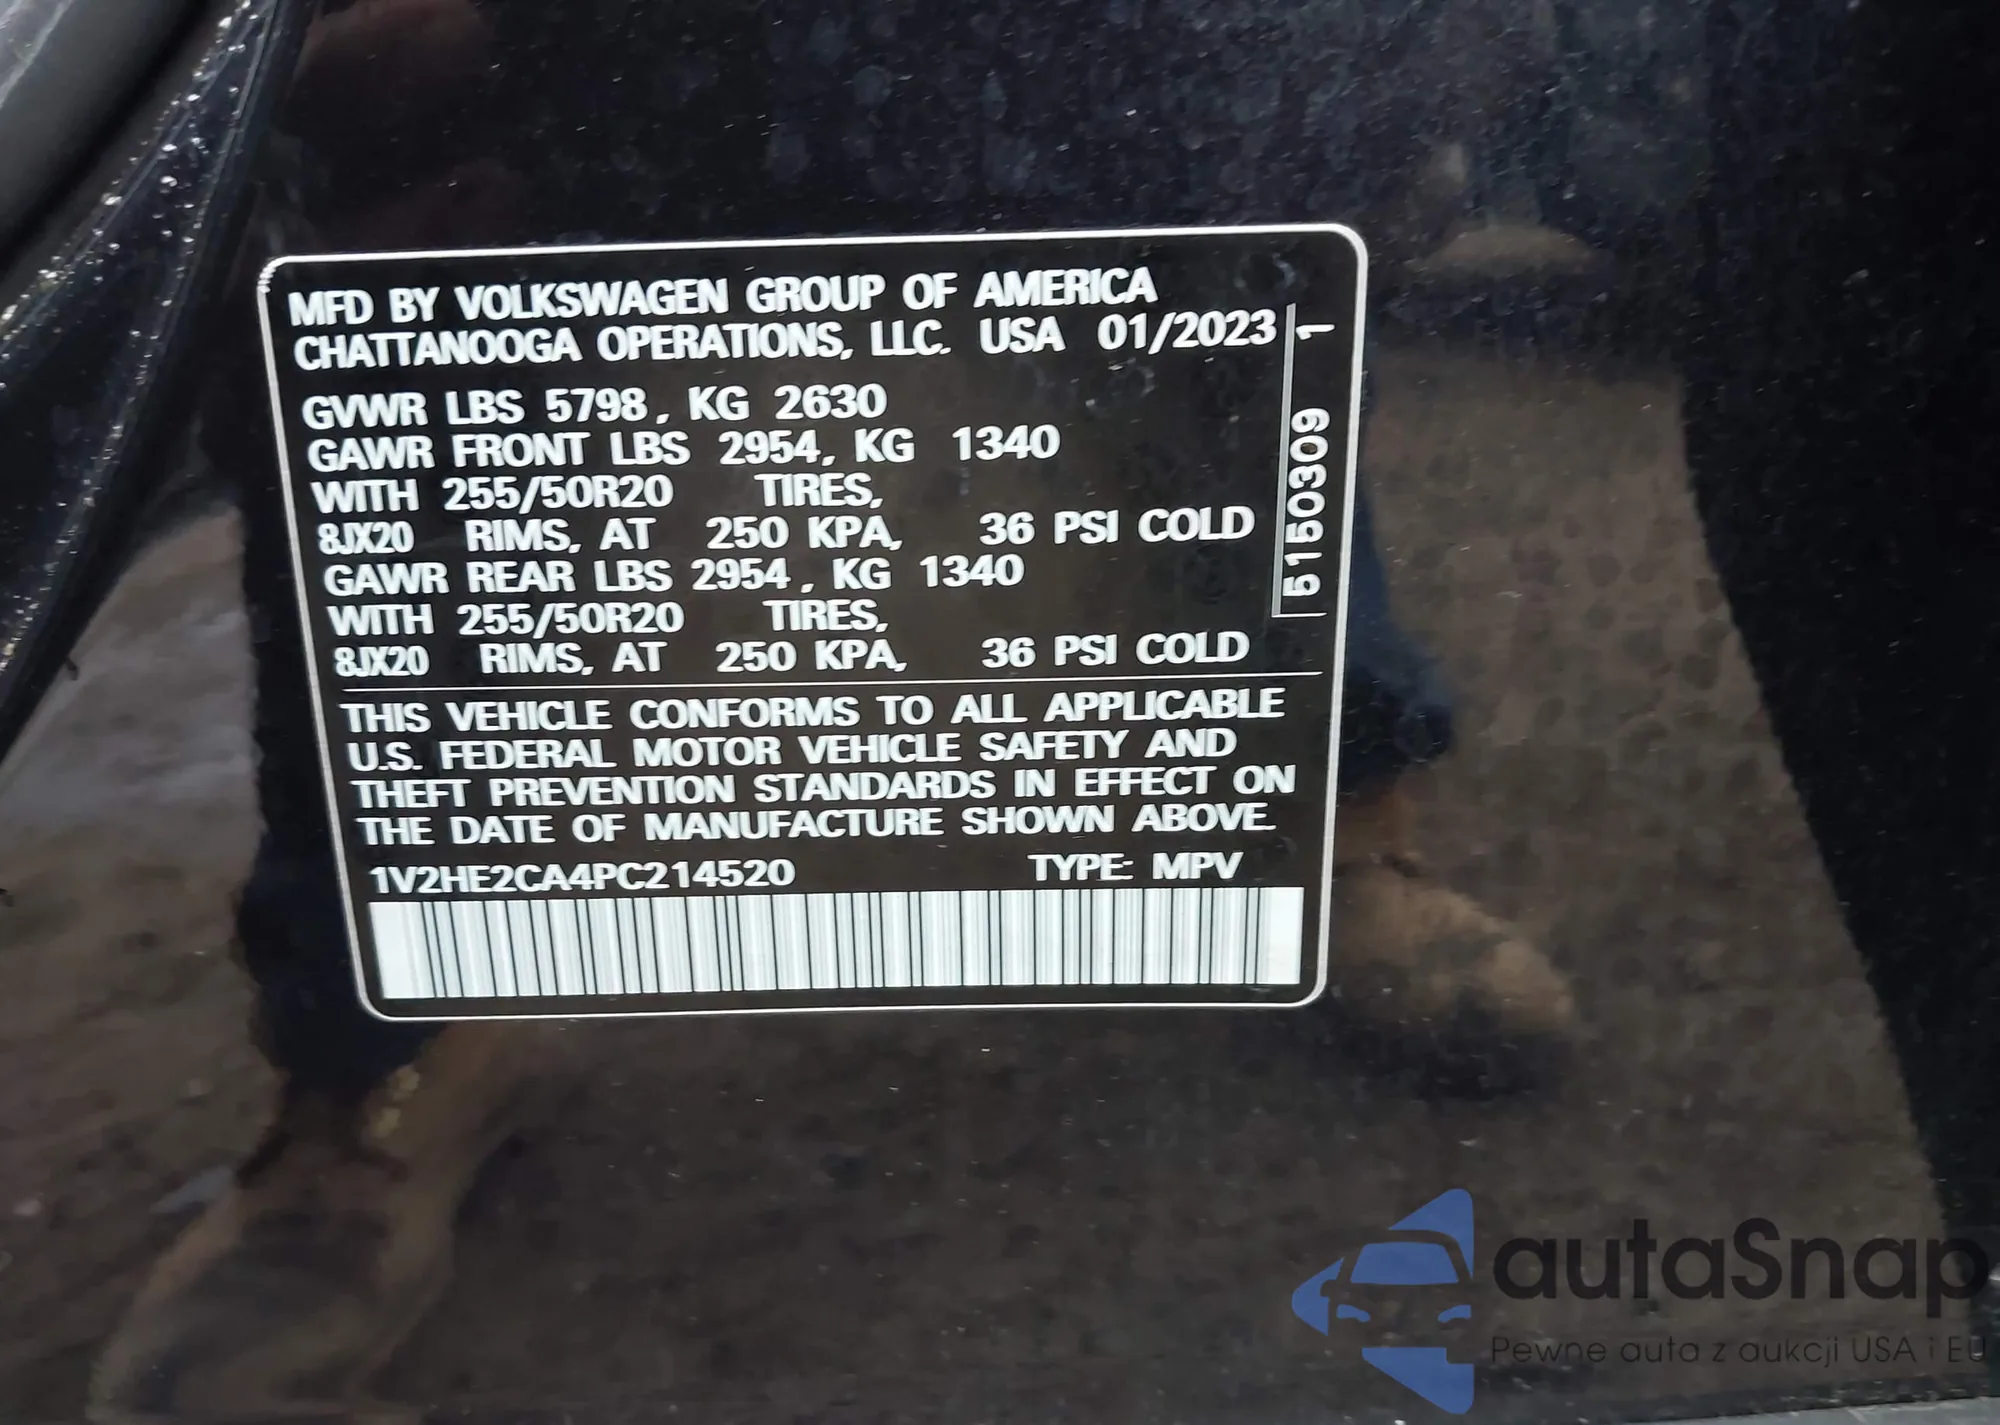 MFD BY VOLKSWAGEN GROUP OF AMERICA
CHATTANOOGA OPERATIONS, LLC. USA 01/2023
GVWR LBS 5798, KG 2630
GAWR FRONT LBS 2954, KG 1340
WITH 255/50R20 TIRES,
8JX20 RIMS, AT 250 KPA, 36 PSI COLD
GAWR REAR LBS 2954, KG 1340
WITH 255/50R20 TIRES,
8JX20 RIMS, AT 250 KPA, 36 PSI COLD
5150309 1
THIS VEHICLE CONFORMS TO ALL APPLICABLE
U.S. FEDERAL MOTOR VEHICLE SAFETY AND
THEFT PREVENTION STANDARDS IN EFFECT ON
THE DATE OF MANUFACTURE SHOWN ABOVE.
1V2HE2CA4PC214520 TYPE: MPV
autaSnap
Pewne auta z aukcji USA i EU